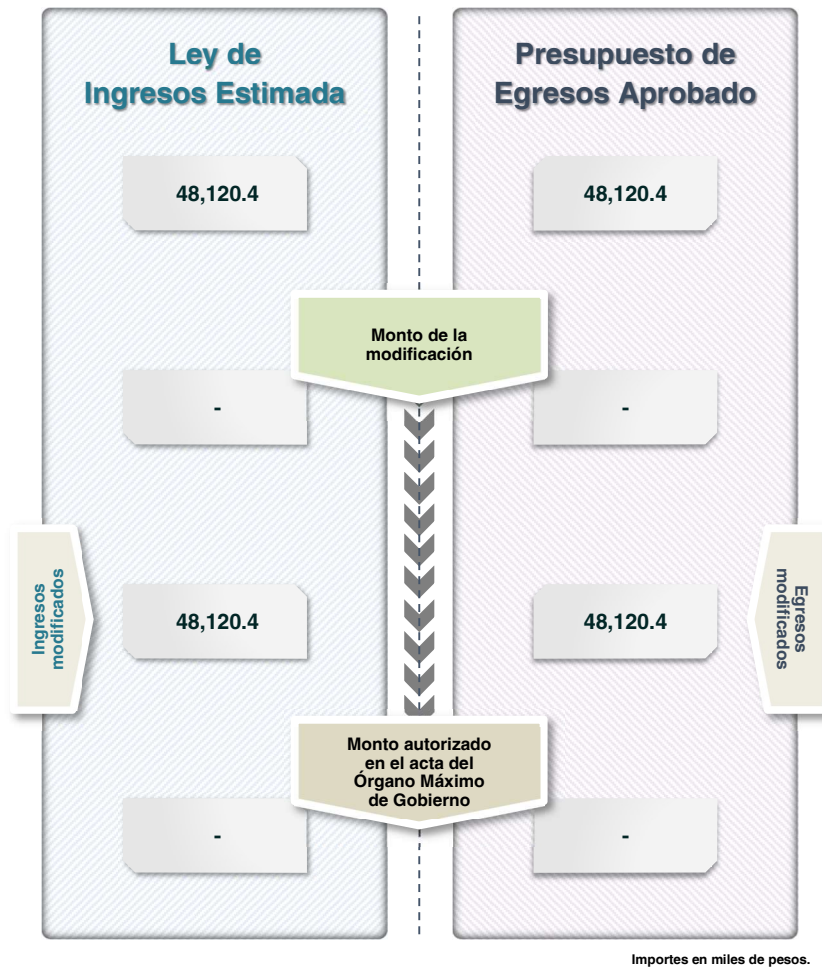 Ley de
Ingresos Estimada
Presupuesto de
Egresos Aprobado
48,120.4
48,120.4
Monto de la
modificación
-
-
Ingresos
modificados
48,120.4
48,120.4
Egresos
modificados
Monto autorizado
en el acta del
Órgano Máximo
de Gobierno
-
-
Importes en miles de pesos.